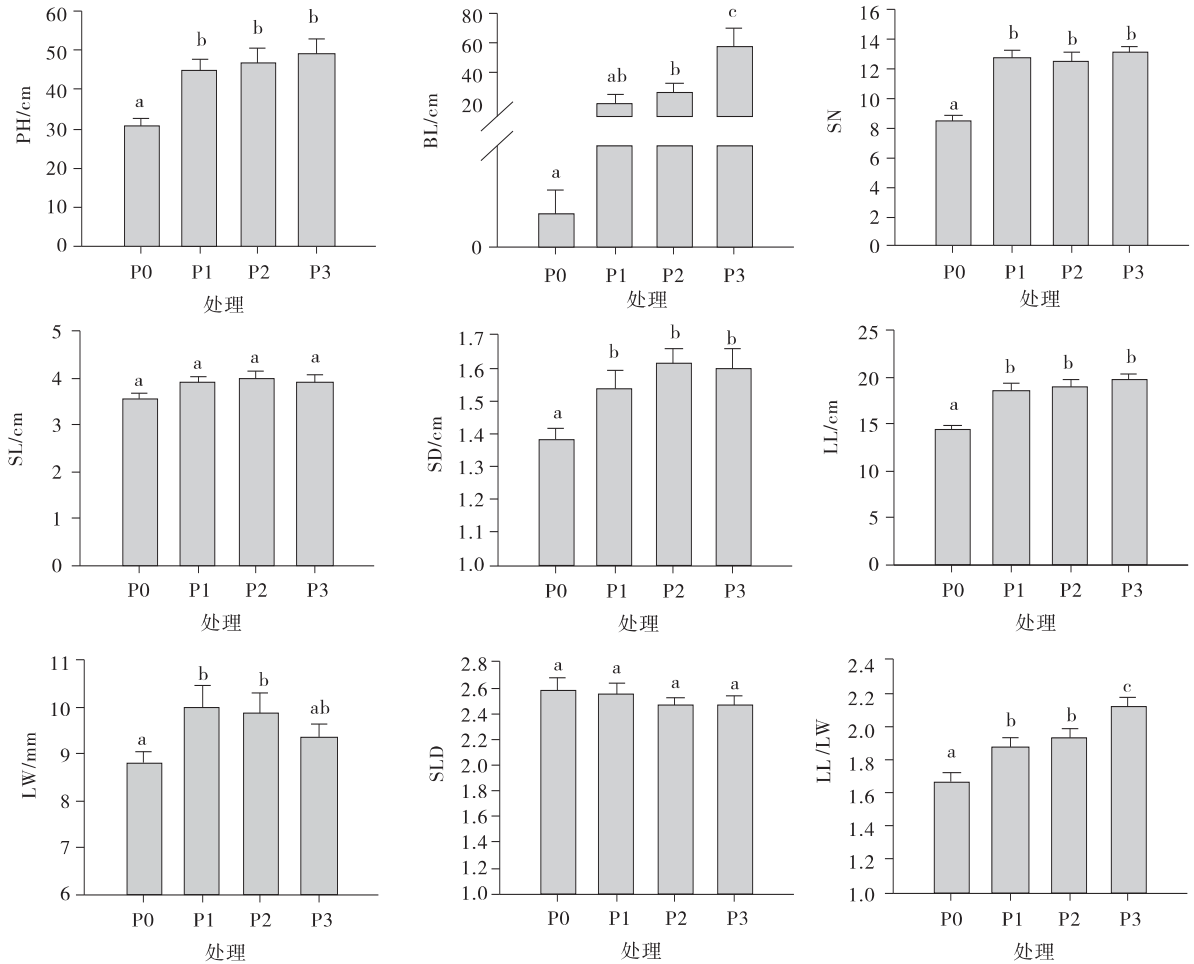 PH/cm
60
50
40
30
20
10
0
a
b
b
b
P0 P1 P2 P3
处理
BL/cm
80
60
40
20
0
a
ab
b
c
P0 P1 P2 P3
处理
SN
16
14
12
10
8
6
4
2
0
a
b
b
b
P0 P1 P2 P3
处理
SL/cm
5
4
3
2
1
0
a
a
a
a
P0 P1 P2 P3
处理
SD/cm
1.7
1.6
1.5
1.4
1.3
1.2
1.1
1.0
a
b
b
b
P0 P1 P2 P3
处理
LL/cm
25
20
15
10
5
0
a
b
b
b
P0 P1 P2 P3
处理
LW/mm
11
10
9
8
7
6
a
b
b
ab
P0 P1 P2 P3
处理
SLD
2.8
2.6
2.4
2.2
2.0
1.8
1.6
1.4
1.2
1.0
a
a
a
a
P0 P1 P2 P3
处理
LL/LW
2.4
2.2
2.0
1.8
1.6
1.4
1.2
1.0
a
b
b
c
P0 P1 P2 P3
处理